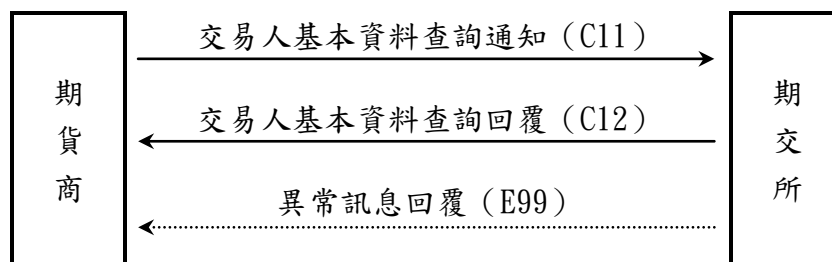 交易人基本資料查詢通知（C11）
期貨商
交易人基本資料查詢回覆（C12）
期交所
異常訊息回覆（E99）